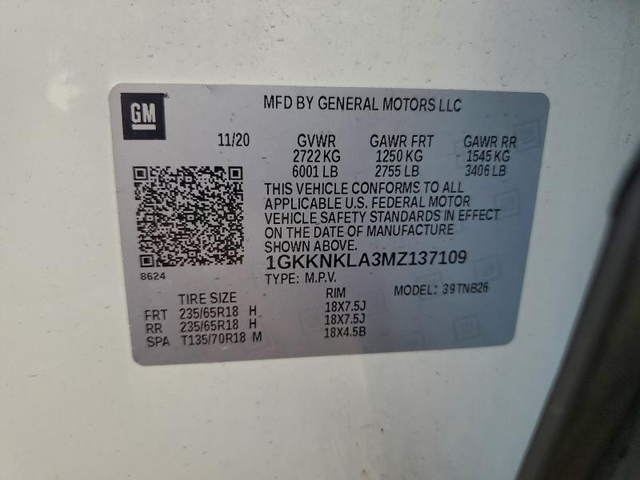 GM
MFD BY GENERAL MOTORS LLC
11/20 GVWR GAWR FRT GAWR RR
2722 KG 1250 KG 1545 KG
6001 LB 2755 LB 3406 LB
THIS VEHICLE CONFORMS TO ALL
APPLICABLE U.S. FEDERAL MOTOR
VEHICLE SAFETY STANDARDS IN EFFECT
ON THE DATE OF MANUFACTURE
SHOWN ABOVE.
1GKKNKLA3MZ137109
8624
TYPE: M.P.V. MODEL: 39TNB26
TIRE SIZE RIM
FRT 235/65R18 H 18X7.5J
RR 235/65R18 H 18X7.5J
SPA T135/70R18 M 18X4.5B